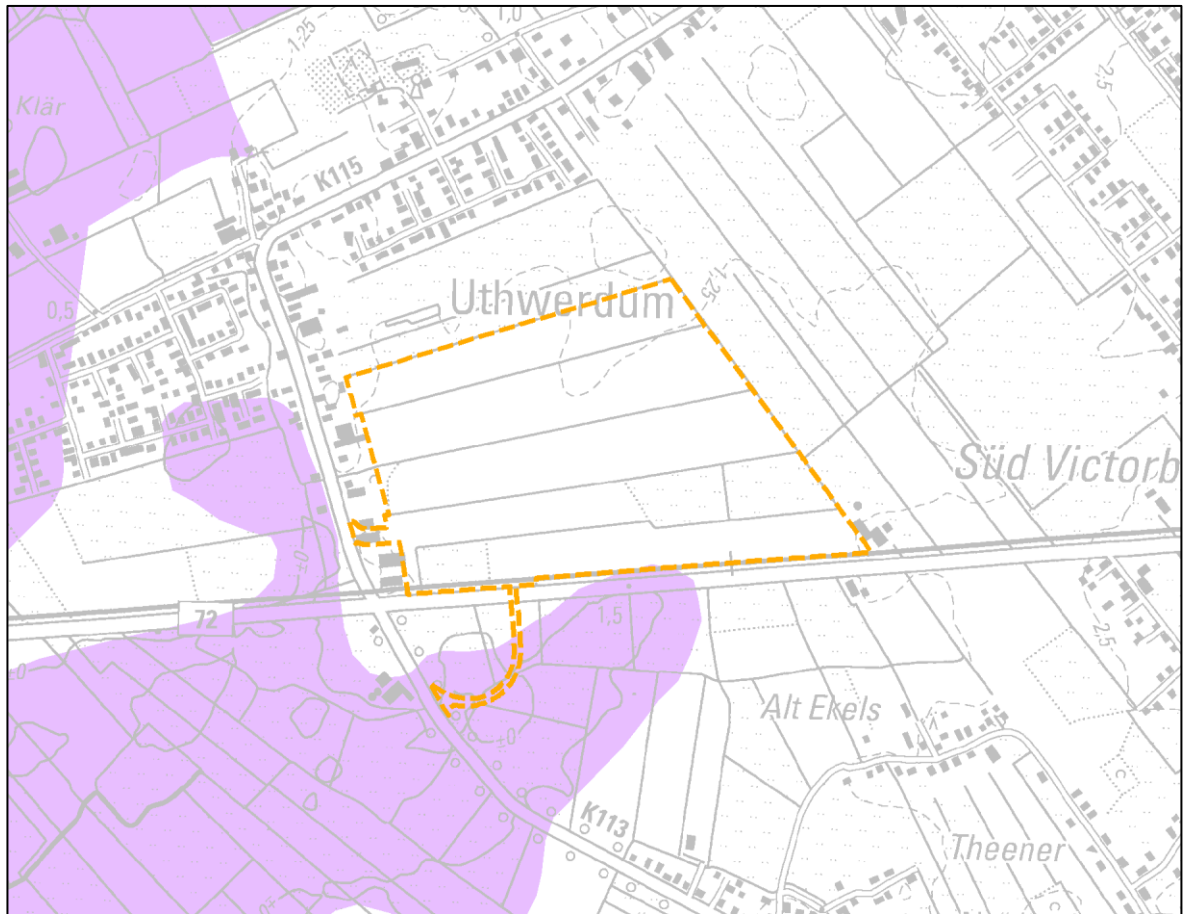 1,0
1,25
2,5
Klär
K115
0,5
Uthwerdum
1,25
Süd Victorb
±0
72
1,5
2,5
±0
Alt Ekels
±0
K113
Theener